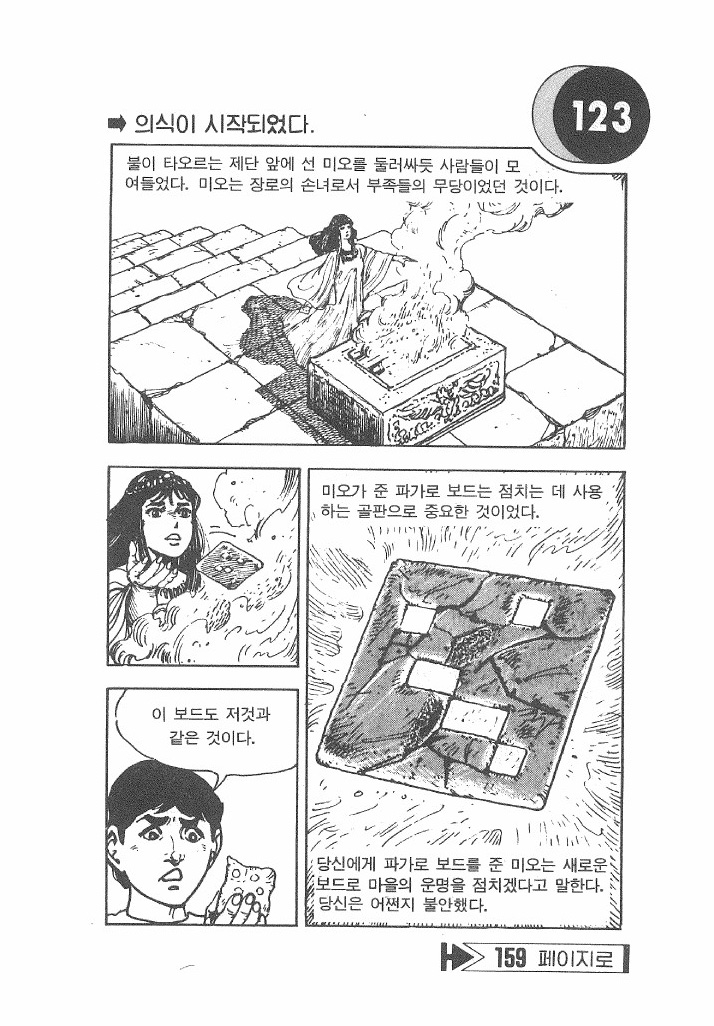 123
의식이 시작되었다.
불이 타오르는 제단 앞에 선 미오를 둘러싸듯 사람들이 모
여들었다. 미오는 장로의 손녀로서 부족들의 무당이었던 것이다.
미오가 준 파가로 보드는 점치는 데 사용
하는 골판으로 중요한 것이었다.
이 보드도 저것과
같은 것이다.
당신에게 파가로 보드를 준 미오는 새로운
보드로 마을의 운명을 점치겠다고 말한다.
당신은 어쩐지 불안했다.
159 페이지로